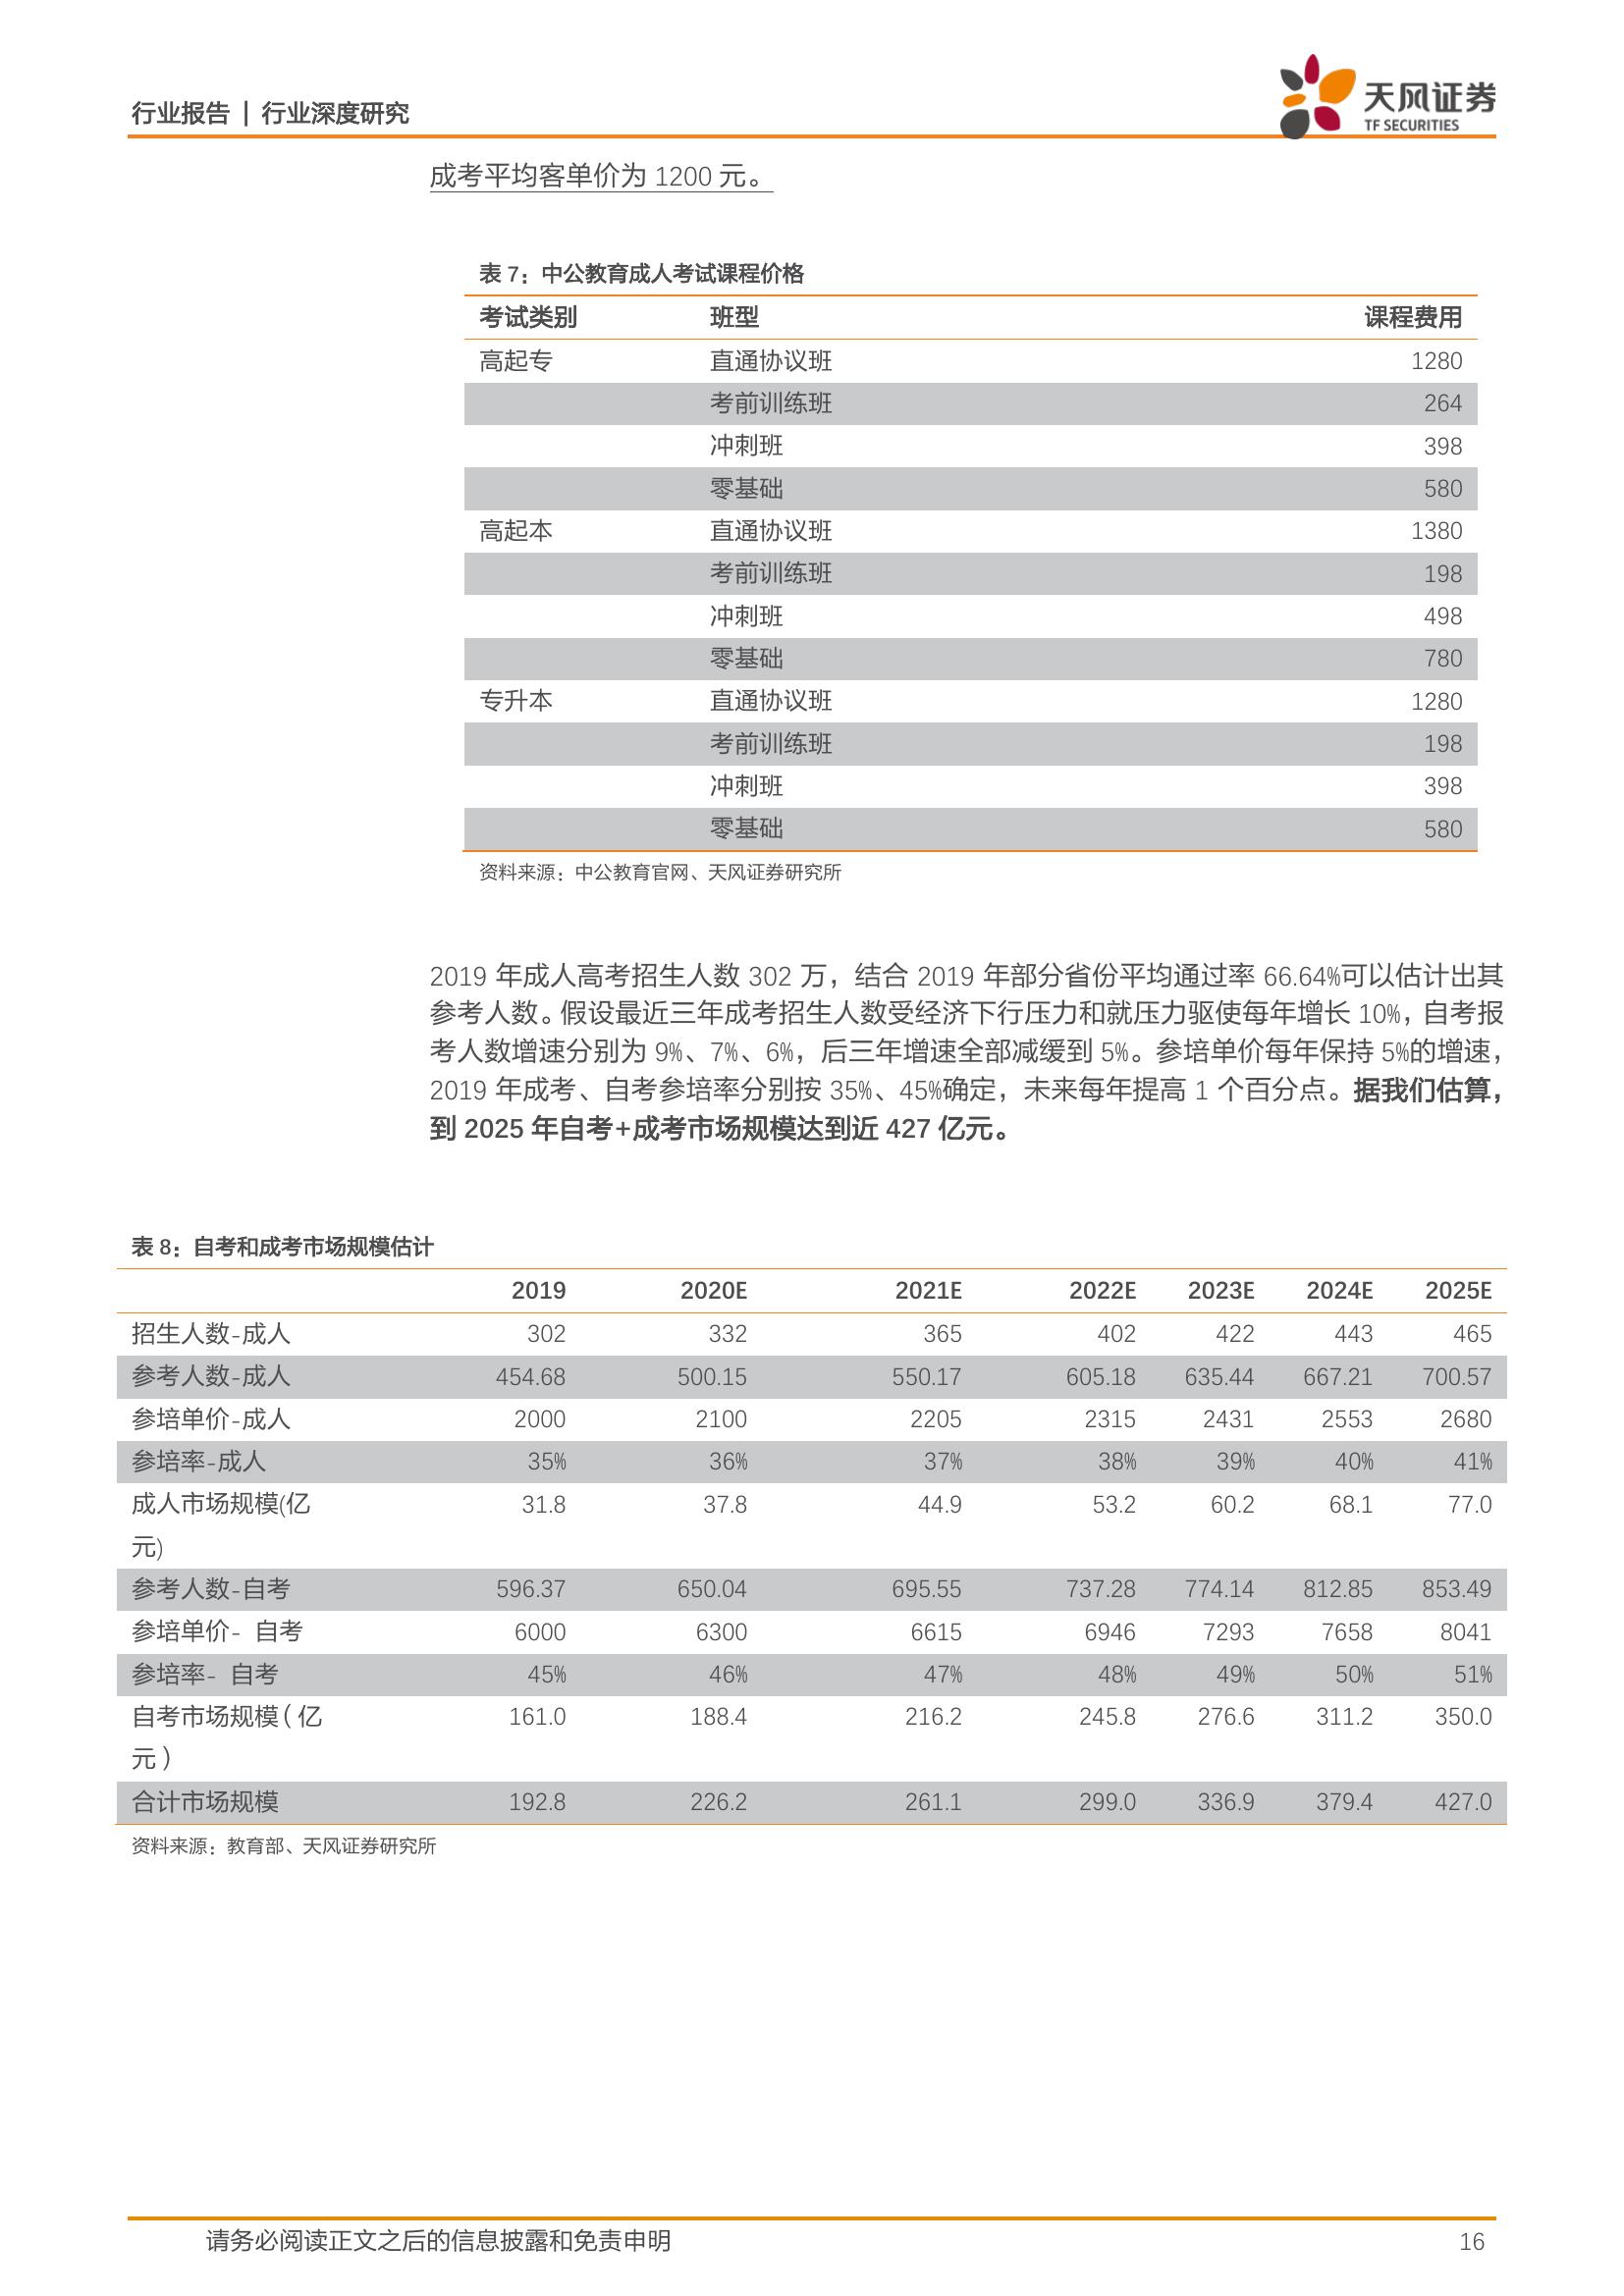 行业报告 | 行业深度研究
天风证券
TF SECURITIES
成考平均客单价为 1200 元。
表 7：中公教育成人考试课程价格
考试类别 班型 课程费用
高起专 直通协议班 1280
考前训练班 264
冲刺班 398
零基础 580
高起本 直通协议班 1380
考前训练班 198
冲刺班 498
零基础 780
专升本 直通协议班 1280
考前训练班 198
冲刺班 398
零基础 580
资料来源：中公教育官网、天风证券研究所
2019 年成人高考招生人数 302 万，结合 2019 年部分省份平均通过率 66.64%可以估计出其
参考人数。假设最近三年成考招生人数受经济下行压力和就压力驱使每年增长 10%，自考报
考人数增速分别为 9%、7%、6%，后三年增速全部减缓到 5%。参培单价每年保持 5%的增速，
2019 年成考、自考参培率分别按 35%、45%确定，未来每年提高 1 个百分点。据我们估算，
到 2025 年自考+成考市场规模达到近 427 亿元。
表 8：自考和成考市场规模估计
2019 2020E 2021E 2022E 2023E 2024E 2025E
招生人数-成人 302 332 365 402 422 443 465
参考人数-成人 454.68 500.15 550.17 605.18 635.44 667.21 700.57
参培单价-成人 2000 2100 2205 2315 2431 2553 2680
参培率-成人 35% 36% 37% 38% 39% 40% 41%
成人市场规模(亿 31.8 37.8 44.9 53.2 60.2 68.1 77.0
元)
参考人数-自考 596.37 650.04 695.55 737.28 774.14 812.85 853.49
参培单价- 自考 6000 6300 6615 6946 7293 7658 8041
参培率- 自考 45% 46% 47% 48% 49% 50% 51%
自考市场规模（亿 161.0 188.4 216.2 245.8 276.6 311.2 350.0
元）
合计市场规模 192.8 226.2 261.1 299.0 336.9 379.4 427.0
资料来源：教育部、天风证券研究所
请务必阅读正文之后的信息披露和免责申明 16